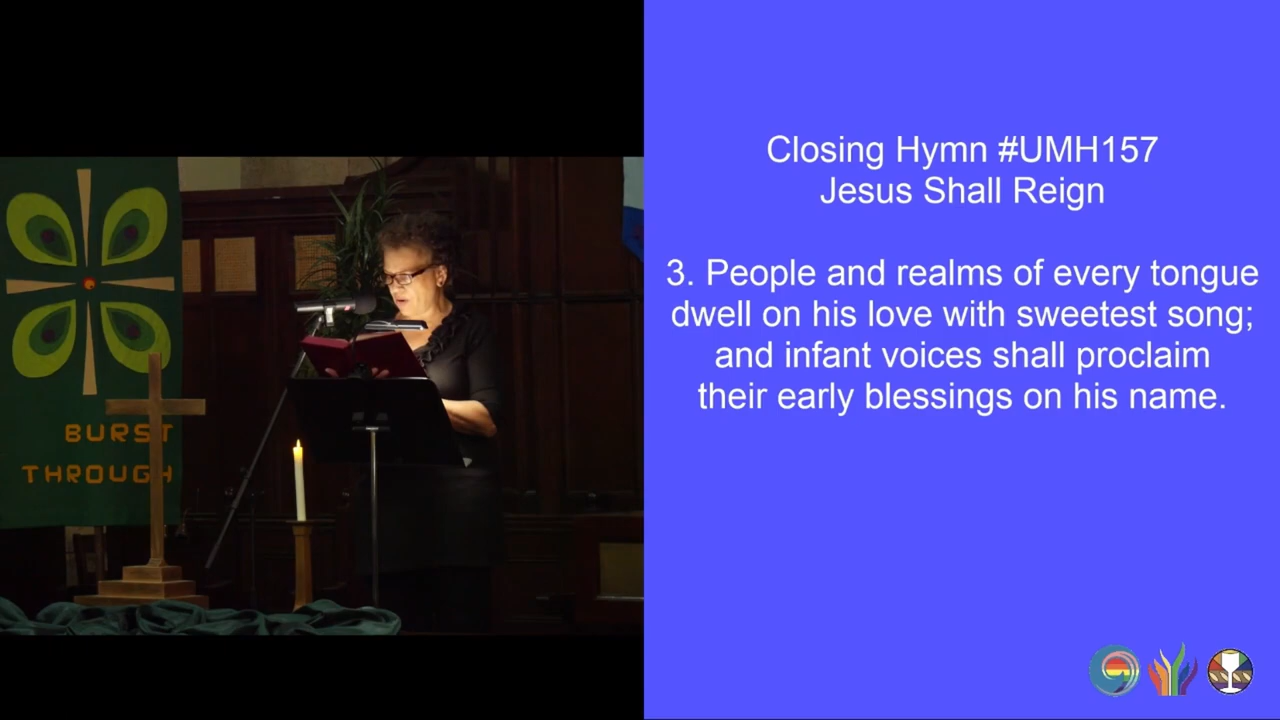 BURST
THROUGH
Closing Hymn #UMH157
Jesus Shall Reign
3. People and realms of every tongue
dwell on his love with sweetest song;
and infant voices shall proclaim
their early blessings on his name.